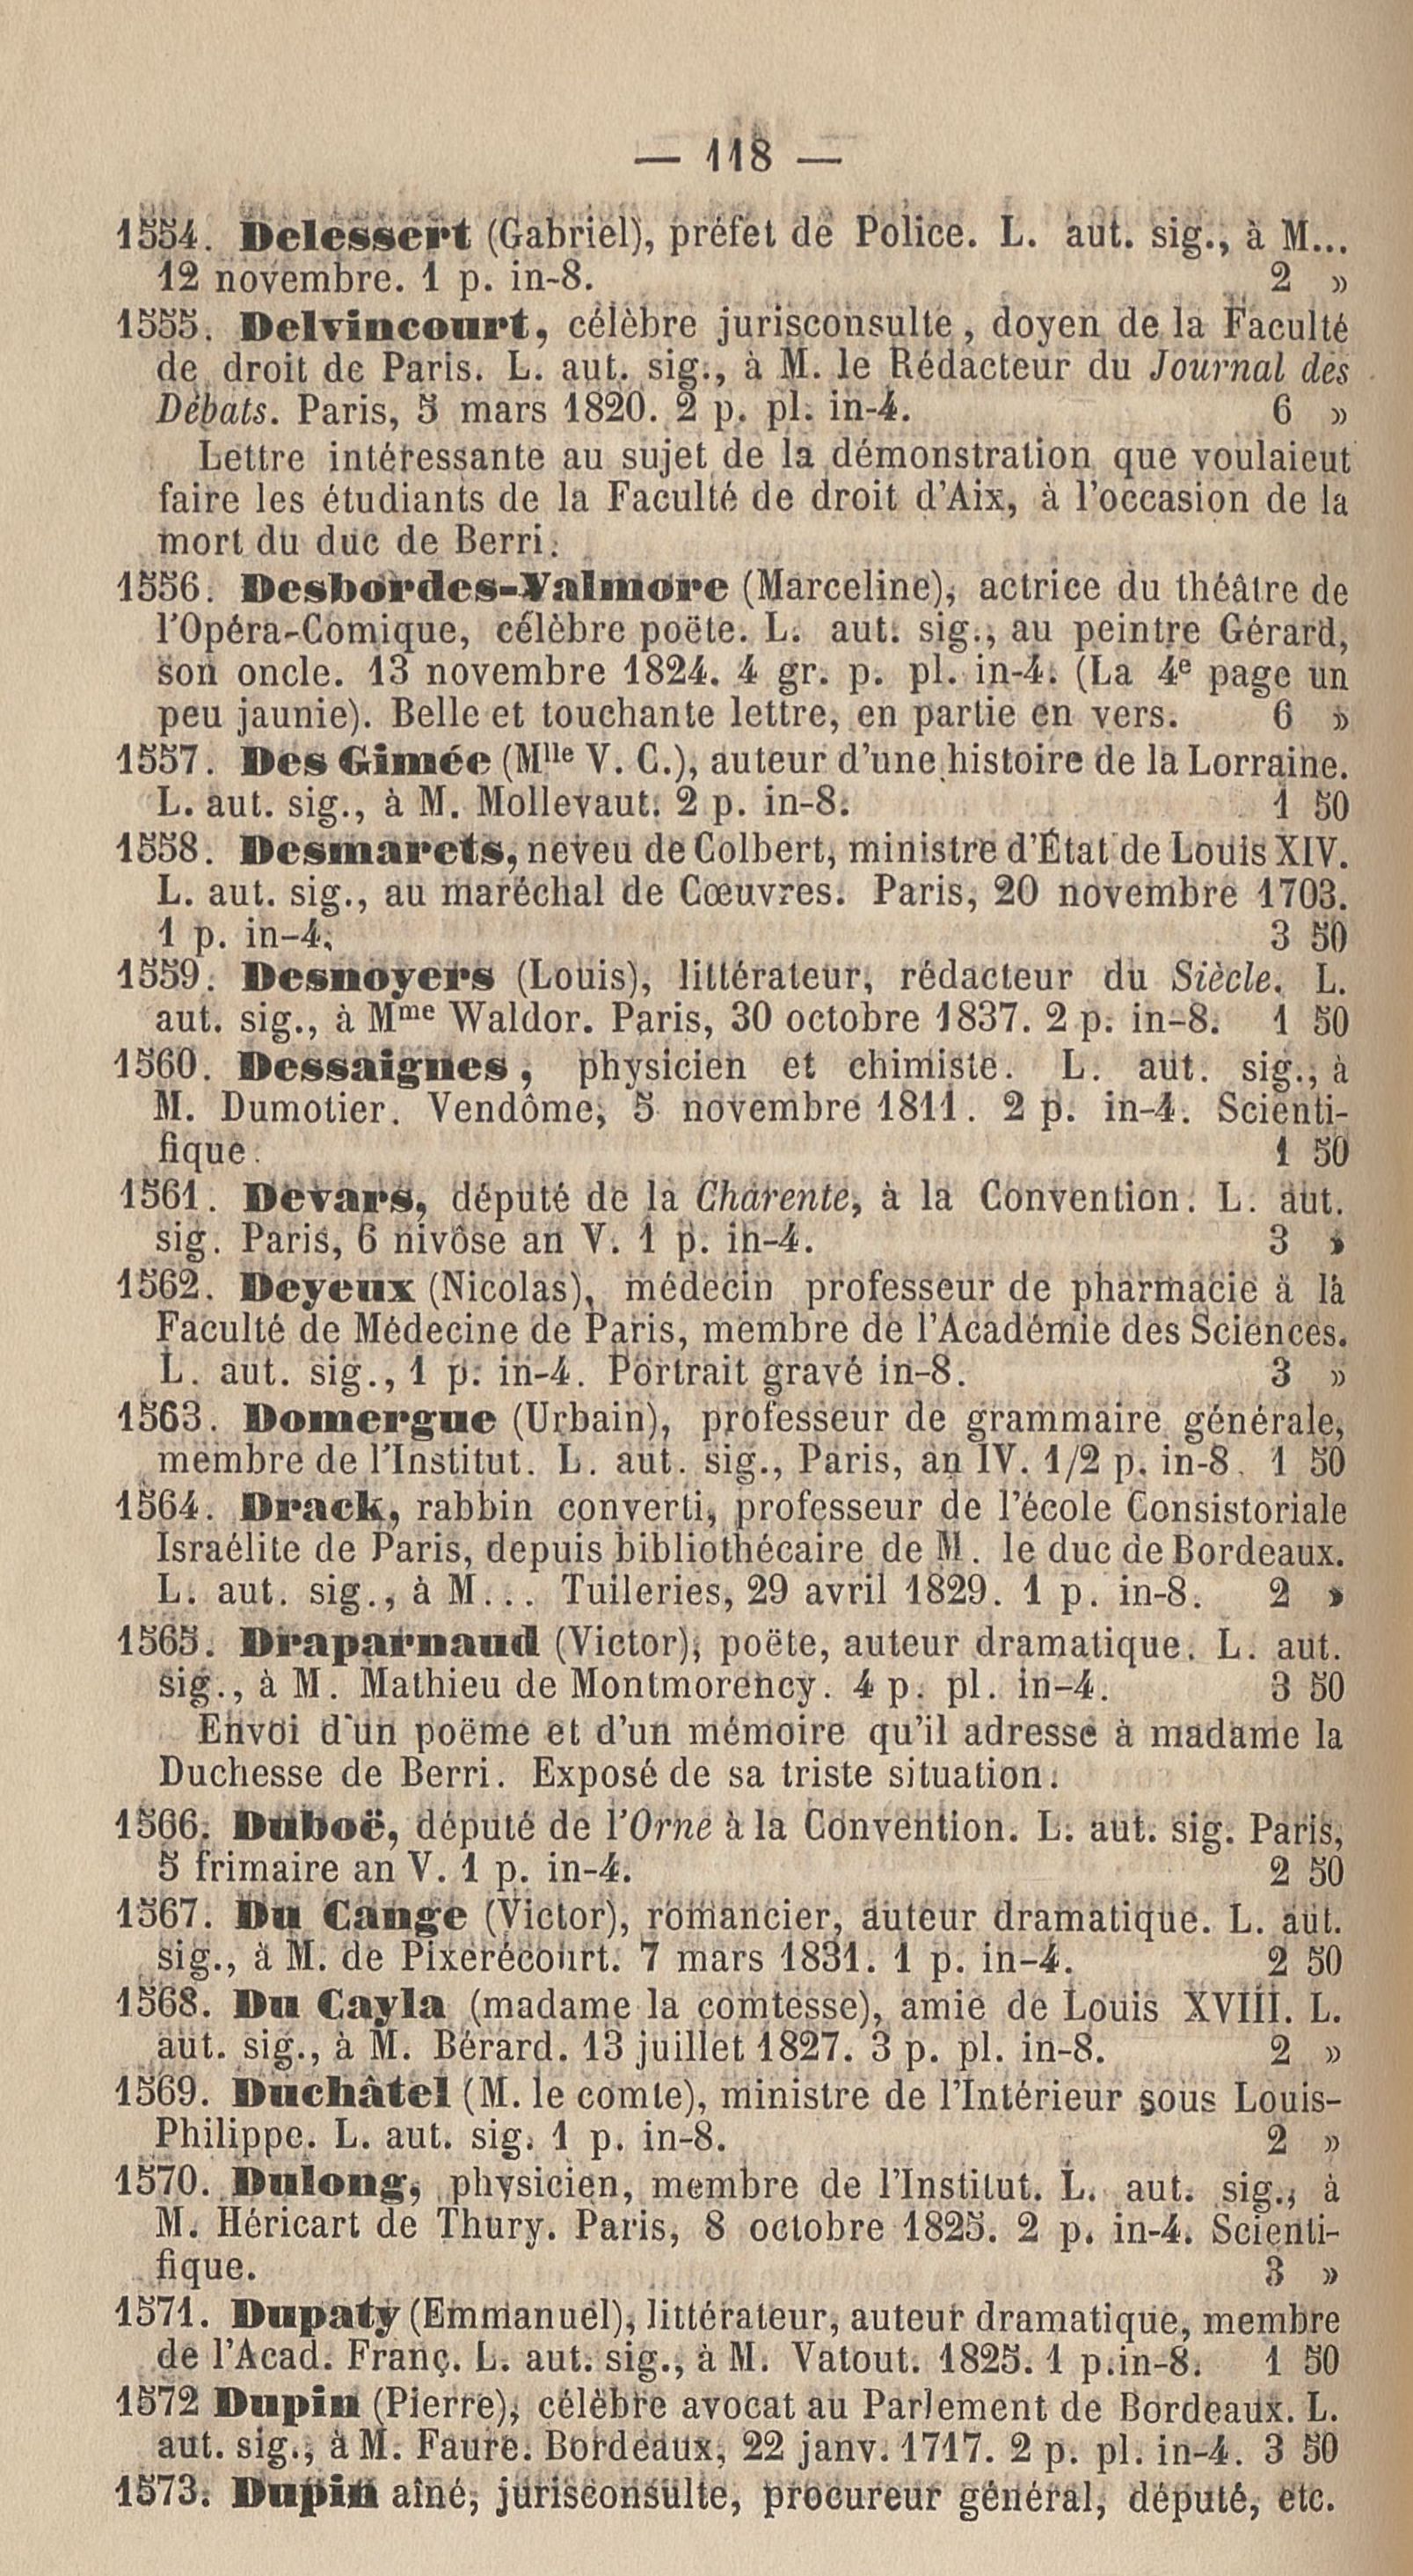 — 118 —
1554. Delessert (Gabriel), préfet de Police. L. aut. sig., à M...
12 novembre. 1 p. in-8. 2 »
1555. Delvincourt, célèbre jurisconsulte, doyen de la Faculté
de droit de Paris. L. aut. sig., à M. le Rédacteur du Journal des
Débats. Paris, 5 mars 1820. 2 p. pl. in-4. 6 »
Lettre intéressante au sujet de la démonstration que voulaieut
faire les étudiants de la Faculté de droit d'Aix, à l'occasion de la
mort du duc de Berri.
1556. Desbordes-Valmore (Marceline), actrice du théâtre de
l'Opéra-Comique, célèbre poëte. L. aut. sig., au peintre Gérard,
son oncle. 13 novembre 1824. 4 gr. p. pl. in-4. (La 4e page un
peu jaunie). Belle et touchante lettre, en partie en vers. 6 »
1557. Des Gimée (Mlle V. C.), auteur d'une histoire de la Lorraine.
L. aut. sig., à M. Mollevaut. 2 p. in-8. 1 50
1558. Desmarets, neveu de Colbert, ministre d'État de Louis XIV.
L. aut. sig., au maréchal de Cœuvres. Paris, 20 novembre 1703.
1 p. in-4. 3 50
1559. Desnoyers (Louis), littérateur, rédacteur du Siècle. L.
aut. sig., à Mme Waldor. Paris, 30 octobre 1837. 2 p. in-8. 1 50
1560. Dessaignes, physicien et chimiste. L. aut. sig., à
M. Dumotier. Vendôme, 5 novembre 1811. 2 p. in-4. Scienti-
fique. 1 50
1561. Devars, député de la Charente, à la Convention. L. aut.
sig. Paris, 6 nivôse an V. 1 p. in-4. 3 »
1562. Deyeux (Nicolas), médecin professeur de pharmacie à la
Faculté de Médecine de Paris, membre de l'Académie des Sciences.
L. aut. sig., 1 p. in-4. Portrait gravé in-8. 3 »
1563. Domergue (Urbain), professeur de grammaire générale,
membre de l'Institut. L. aut. sig., Paris, an IV. 1/2 p. in-8. 1 50
1564. Drack, rabbin converti, professeur de l'école Consistoriale
Israélite de Paris, depuis bibliothécaire de M. le duc de Bordeaux.
L. aut. sig., à M... Tuileries, 29 avril 1829. 1 p. in-8. 2 »
1565. Draparnaud (Victor), poëte, auteur dramatique. L. aut.
sig., à M. Mathieu de Montmorency. 4 p. pl. in-4. 3 50
Envoi d'un poëme et d'un mémoire qu'il adresse à madame la
Duchesse de Berri. Exposé de sa triste situation.
1566. Duboë, député de l'Orne à la Convention. L. aut. sig. Paris,
5 frimaire an V. 1 p. in-4. 2 50
1567. Du Cange (Victor), romancier, auteur dramatique. L. aut.
sig., à M. de Pixerécourt. 7 mars 1831. 1 p. in-4. 2 50
1568. Du Cayla (madame la comtesse), amie de Louis XVIII. L.
aut. sig., à M. Bérard. 13 juillet 1827. 3 p. pl. in-8. 2 »
1569. Duchâtel (M. le comte), ministre de l'Intérieur sous Louis-
Philippe. L. aut. sig. 1 p. in-8. 2 »
1570. Dulong, physicien, membre de l'Institut. L. aut. sig., à
M. Héricart de Thury. Paris, 8 octobre 1825. 2 p. in-4. Scienti-
fique. 3 »
1571. Dupaty (Emmanuel), littérateur, auteur dramatique, membre
de l'Acad. Franç. L. aut. sig., à M. Vatout. 1825. 1 p. in-8. 1 50
1572 Dupin (Pierre), célèbre avocat au Parlement de Bordeaux. L.
aut. sig., à M. Faure. Bordeaux, 22 janv. 1717. 2 p. pl. in-4. 3 50
1573. Dupin aîné, jurisconsulte, procureur général, député, etc.